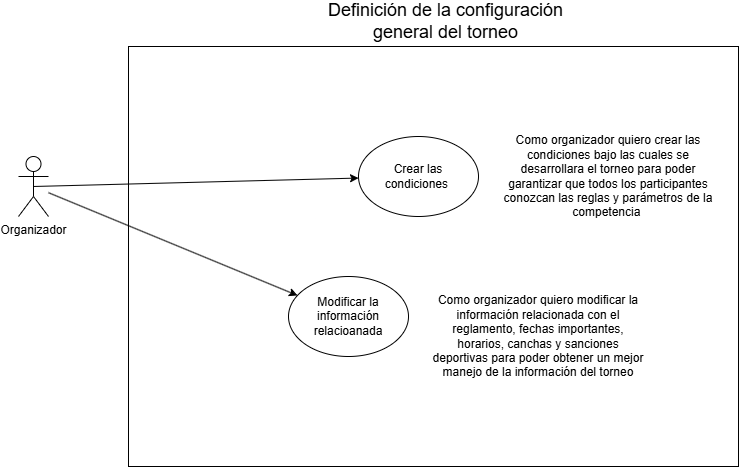 Definición de la configuración
general del torneo
Organizador
Crear las
condiciones
Como organizador quiero crear las
condiciones bajo las cuales se
desarrollara el torneo para poder
garantizar que todos los participantes
conozcan las reglas y parámetros de la
competencia
Modificar la
información
relacioanada
Como organizador quiero modificar la
información relacionada con el
reglamento, fechas importantes,
horarios, canchas y sanciones
deportivas para poder obtener un mejor
manejo de la información del torneo